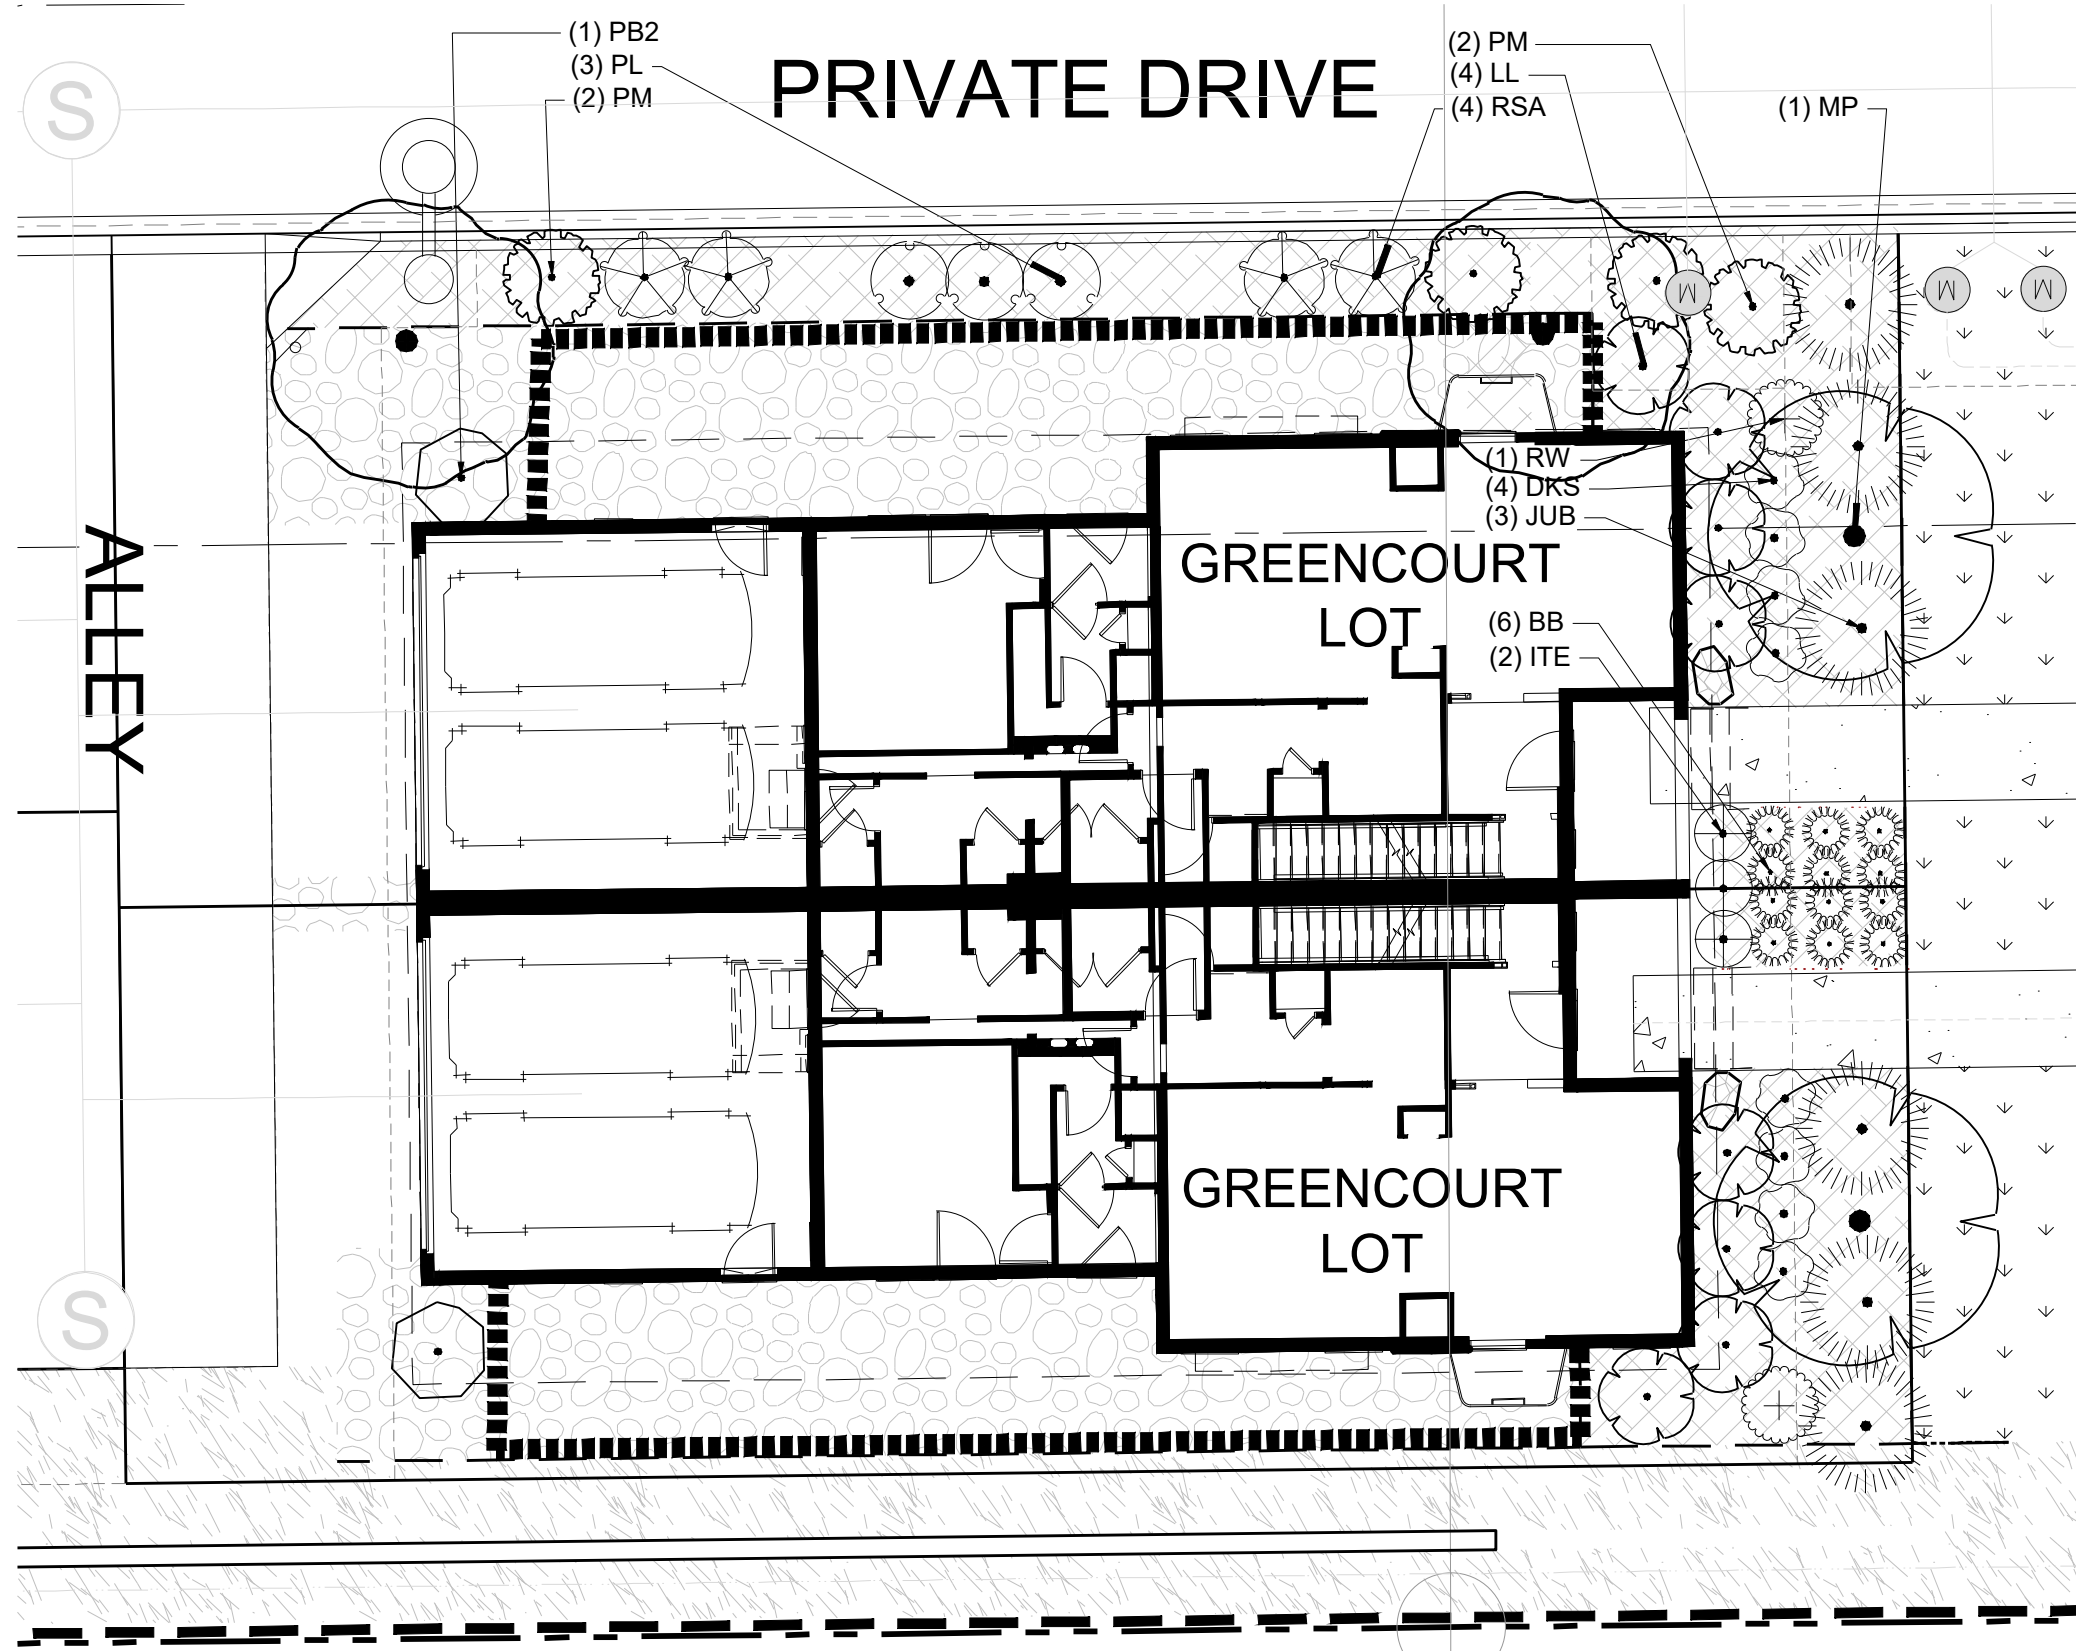 (1) PB2
(3) PL
(2) PM
PRIVATE DRIVE
(2) PM
(4) LL
(4) RSA
(1) MP
S
M
M
M
(1) RW
(4) DKS
(3) JUB
GREENCOURT
LOT
(6) BB
(2) ITE
ALLEY
GREENCOURT
LOT
S